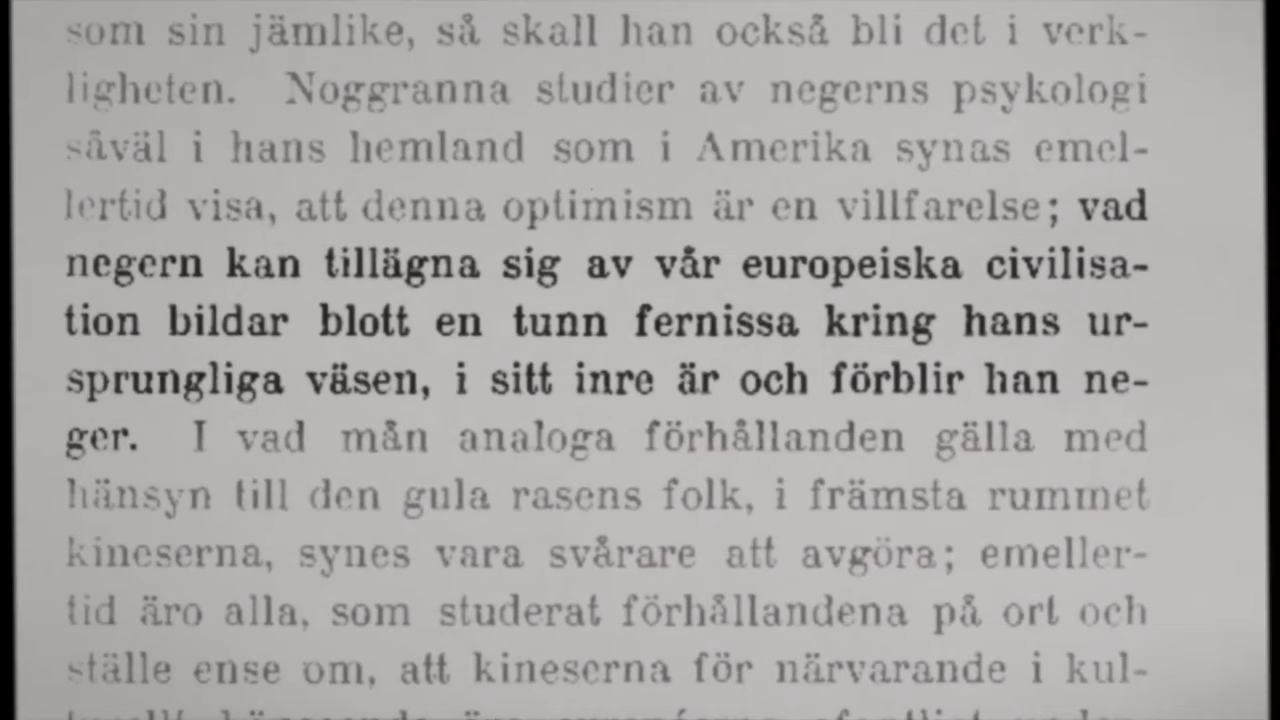 som sin jämlike, så skall han också bli det i verk-
ligheten. Noggranna studier av negerns psykologi
såväl i hans hemland som i Amerika synas emel-
lertid visa, att denna optimism är en villfarelse; vad
negern kan tillägna sig av vår europeiska civilisa-
tion bildar blott en tunn fernissa kring hans ur-
sprungliga väsen, i sitt inre är och förblir han ne-
ger. I vad mån analoga förhållanden gälla med
hänsyn till den gula rasens folk, i främsta rummet
kineserna, synes vara svårare att avgöra; emeller-
tid äro alla, som studerat förhållandena på ort och
ställe ense om, att kineserna för närvarande i kul-